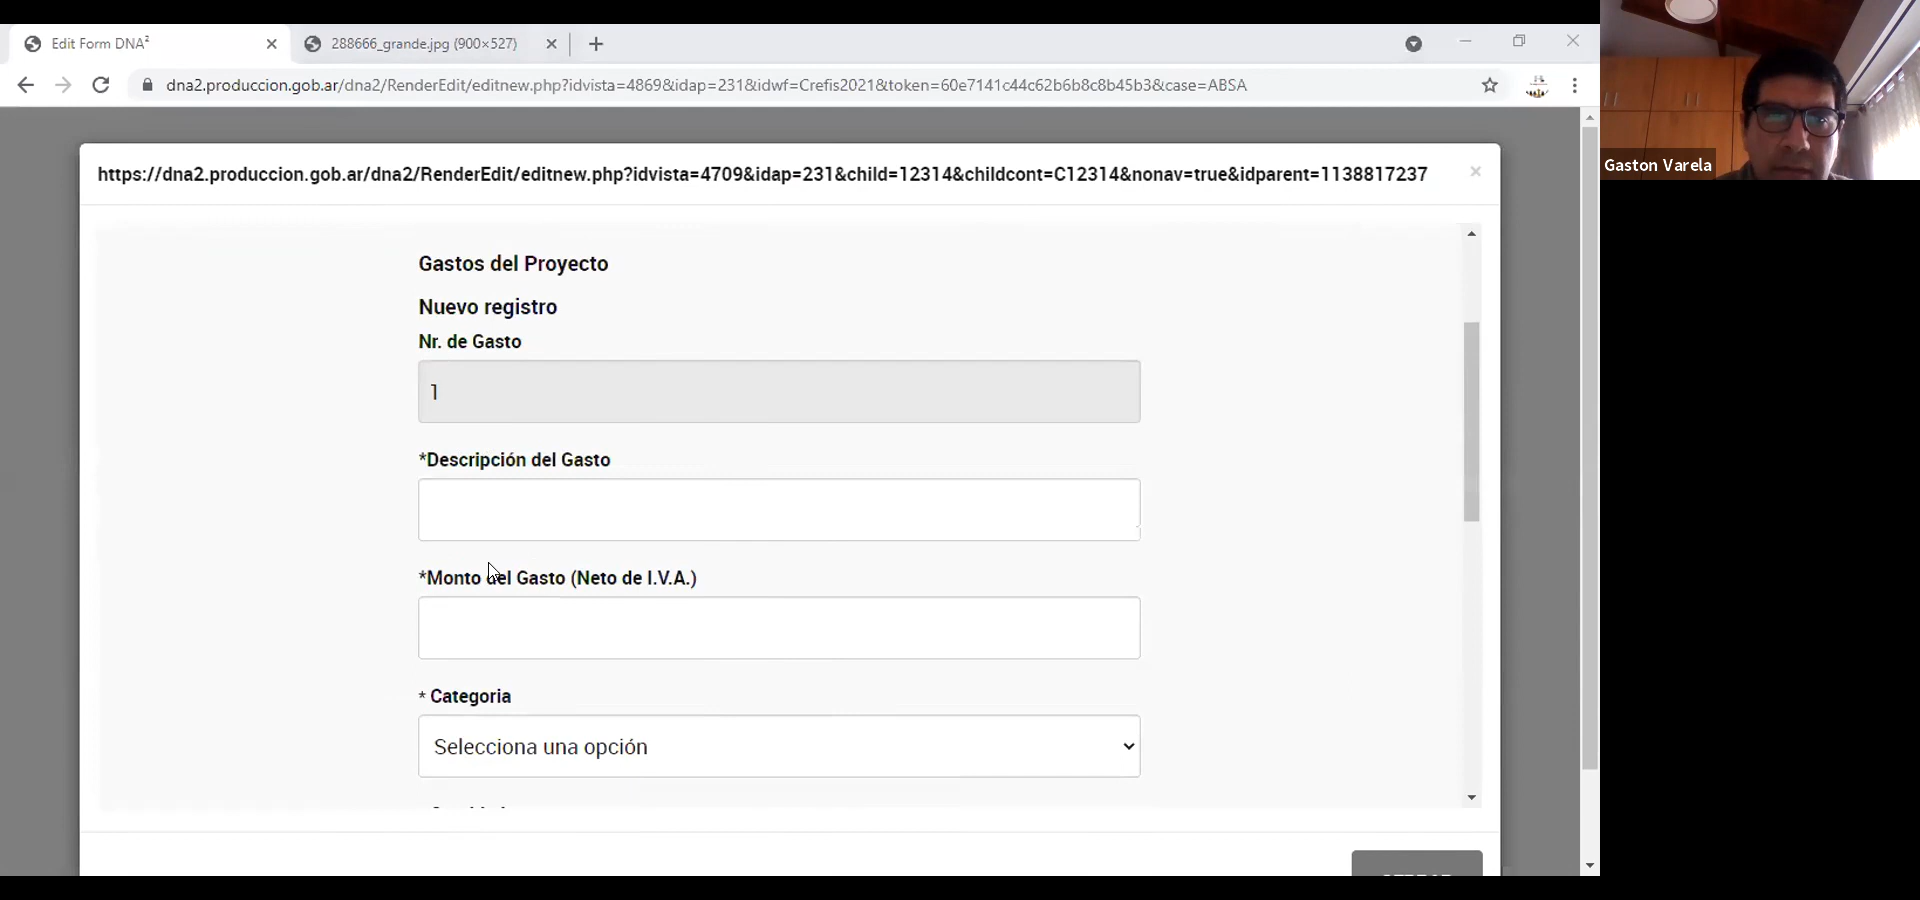 Edit Form DNA²
288666_grande.jpg (900×527)
dna2.produccion.gob.ar/dna2/RenderEdit/editnew.php?idvista=4869&idap=231&idwf=Crefis2021&token=60e7141c44c62b6b8c8b45b3&case=ABSA
https://dna2.produccion.gob.ar/dna2/RenderEdit/editnew.php?idvista=4709&idap=231&child=12314&childcont=C12314&nonav=true&idparent=1138817237
Gaston Varela
Gastos del Proyecto
Nuevo registro
Nr. de Gasto
1
*Descripción del Gasto
*Monto del Gasto (Neto de I.V.A.)
* Categoria
Selecciona una opción